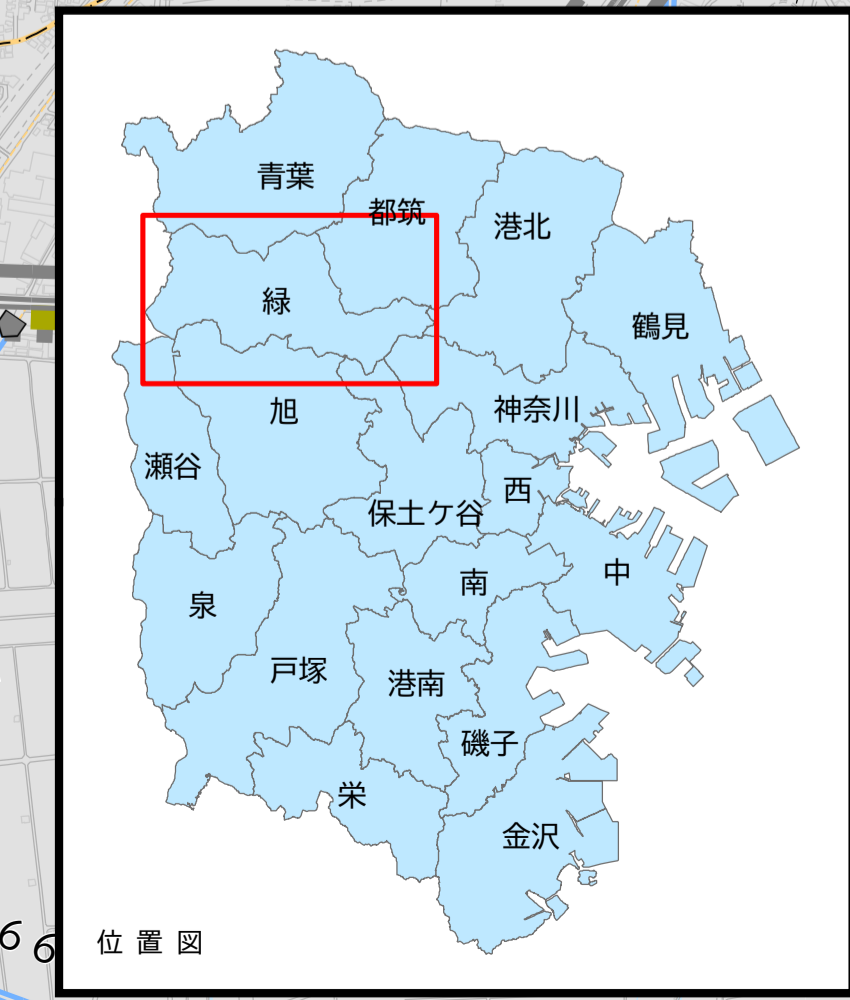 青葉
都筑
港北
緑
鶴見
旭
神奈川
瀬谷
西
保土ケ谷
中
南
泉
戸塚
港南
磯子
栄
金沢
位置図
66